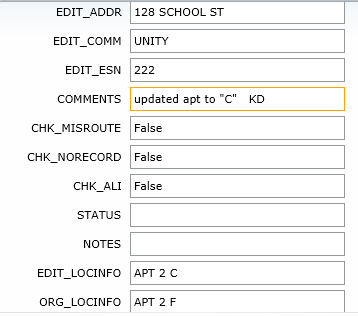 EDIT_ADDR 128 SCHOOL ST
EDIT_COMM UNITY
EDIT_ESN 222
COMMENTS updated apt to "C" KD
CHK_MISROUTE False
CHK_NORECORD False
CHK_ALI False
STATUS
NOTES
EDIT_LOCINFO APT 2 C
ORG_LOCINFO APT 2 F